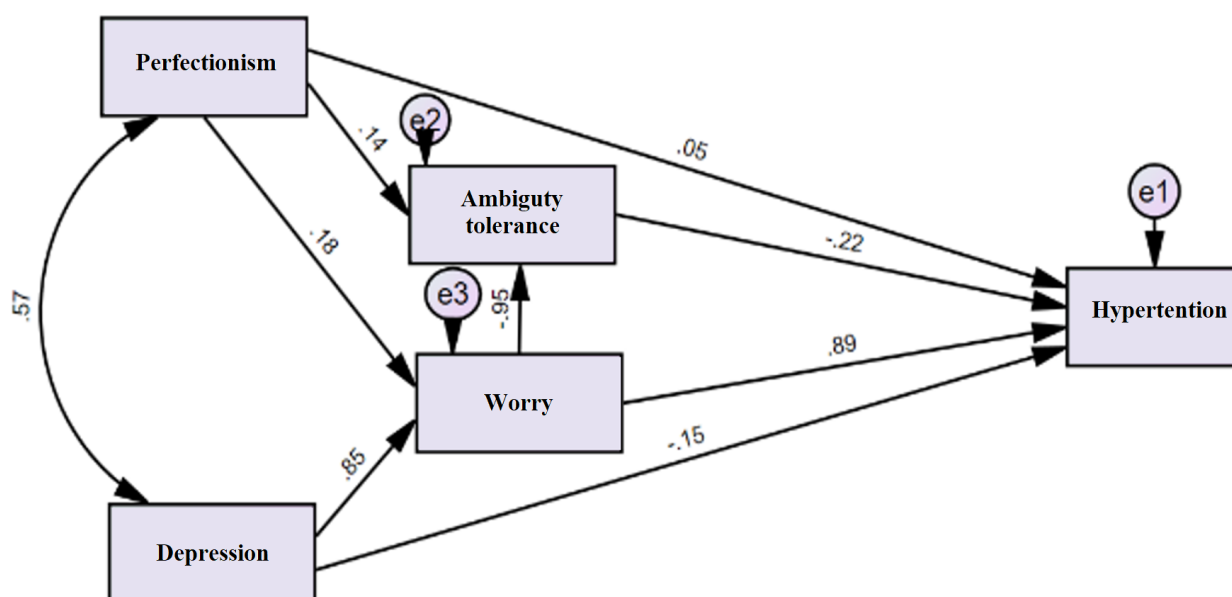 Perfectionism
e2
.14
.05
Ambiguty
tolerance
e1
.18
-.22
.57
e3
-.95
Hypertention
.89
Worry
.85
-.15
Depression